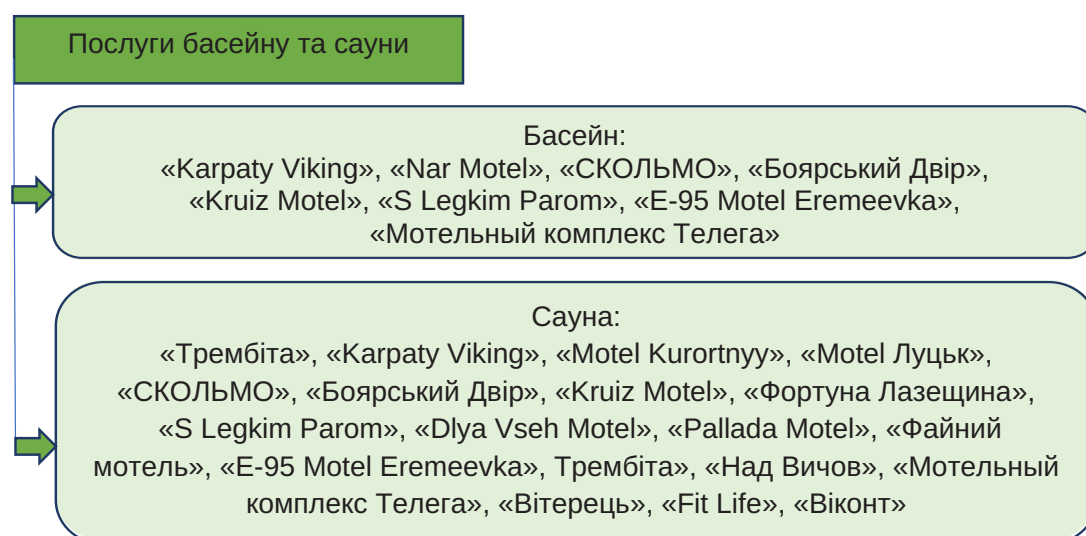 Послуги басейну та сауни
Басейн:
«Karpaty Viking», «Nar Motel», «СКОЛЬМО», «Боярський Двір»,
«Kruiz Motel», «S Legkim Parom», «E-95 Motel Eremeevka»,
«Мотельный комплекс Телега»
Сауна:
«Трембіта», «Karpaty Viking», «Motel Kurortnyy», «Motel Луцьк»,
«СКОЛЬМО», «Боярський Двір», «Kruiz Motel», «Фортуна Лазещина»,
«S Legkim Parom», «Dlya Vseh Motel», «Pallada Motel», «Файний
мотель», «E-95 Motel Eremeevka», Трембіта», «Над Вичов», «Мотельный
комплекс Телега», «Вітерець», «Fit Life», «Віконт»